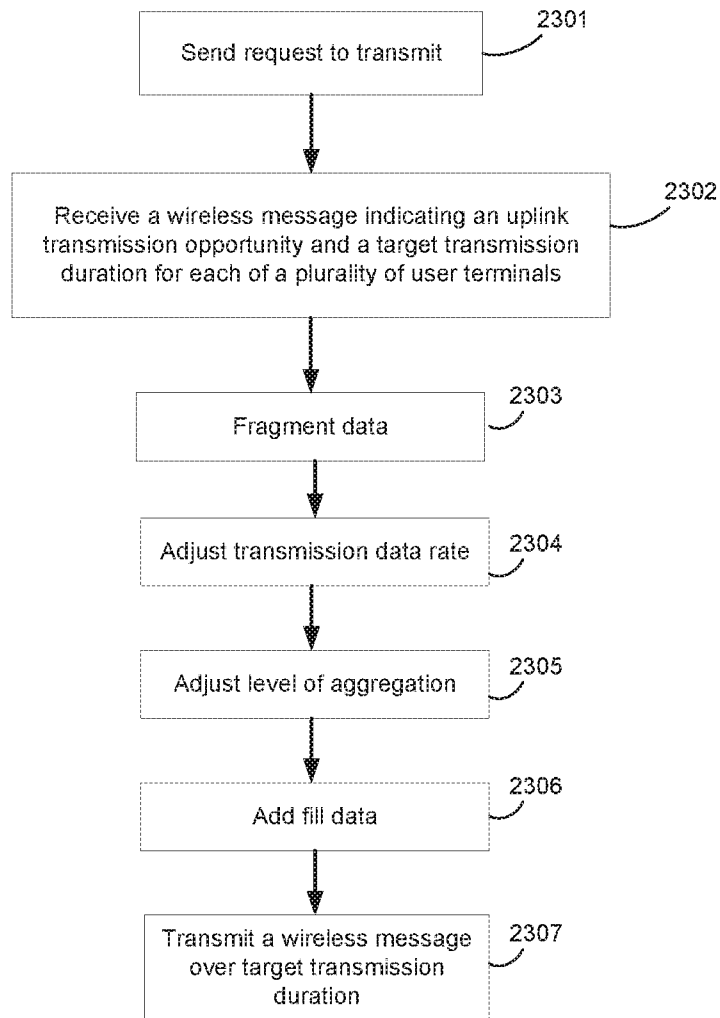 2301
Send request to transmit
2302
Receive a wireless message indicating an uplink
transmission opportunity and a target transmission
duration for each of a plurality of user terminals
2303
Fragment data
2304
Adjust transmission data rate
2305
Adjust level of aggregation
2306
Add fill data
2307
Transmit a wireless message
over target transmission
duration